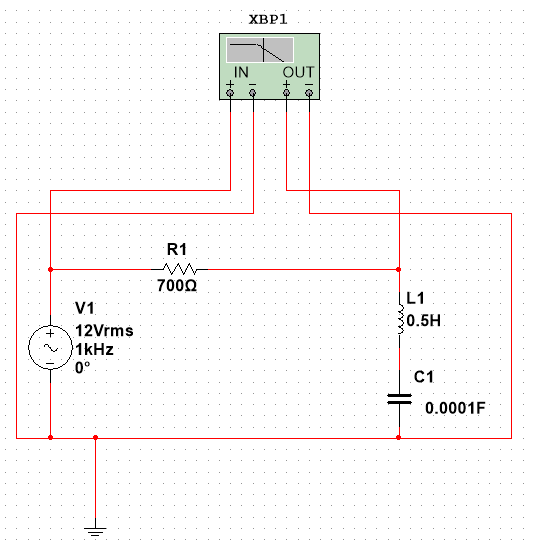 XBP1
IN OUT
+ − + −
R1
700Ω
V1
+
12Vrms
1kHz
−
0°
L1
0.5H
C1
0.0001F